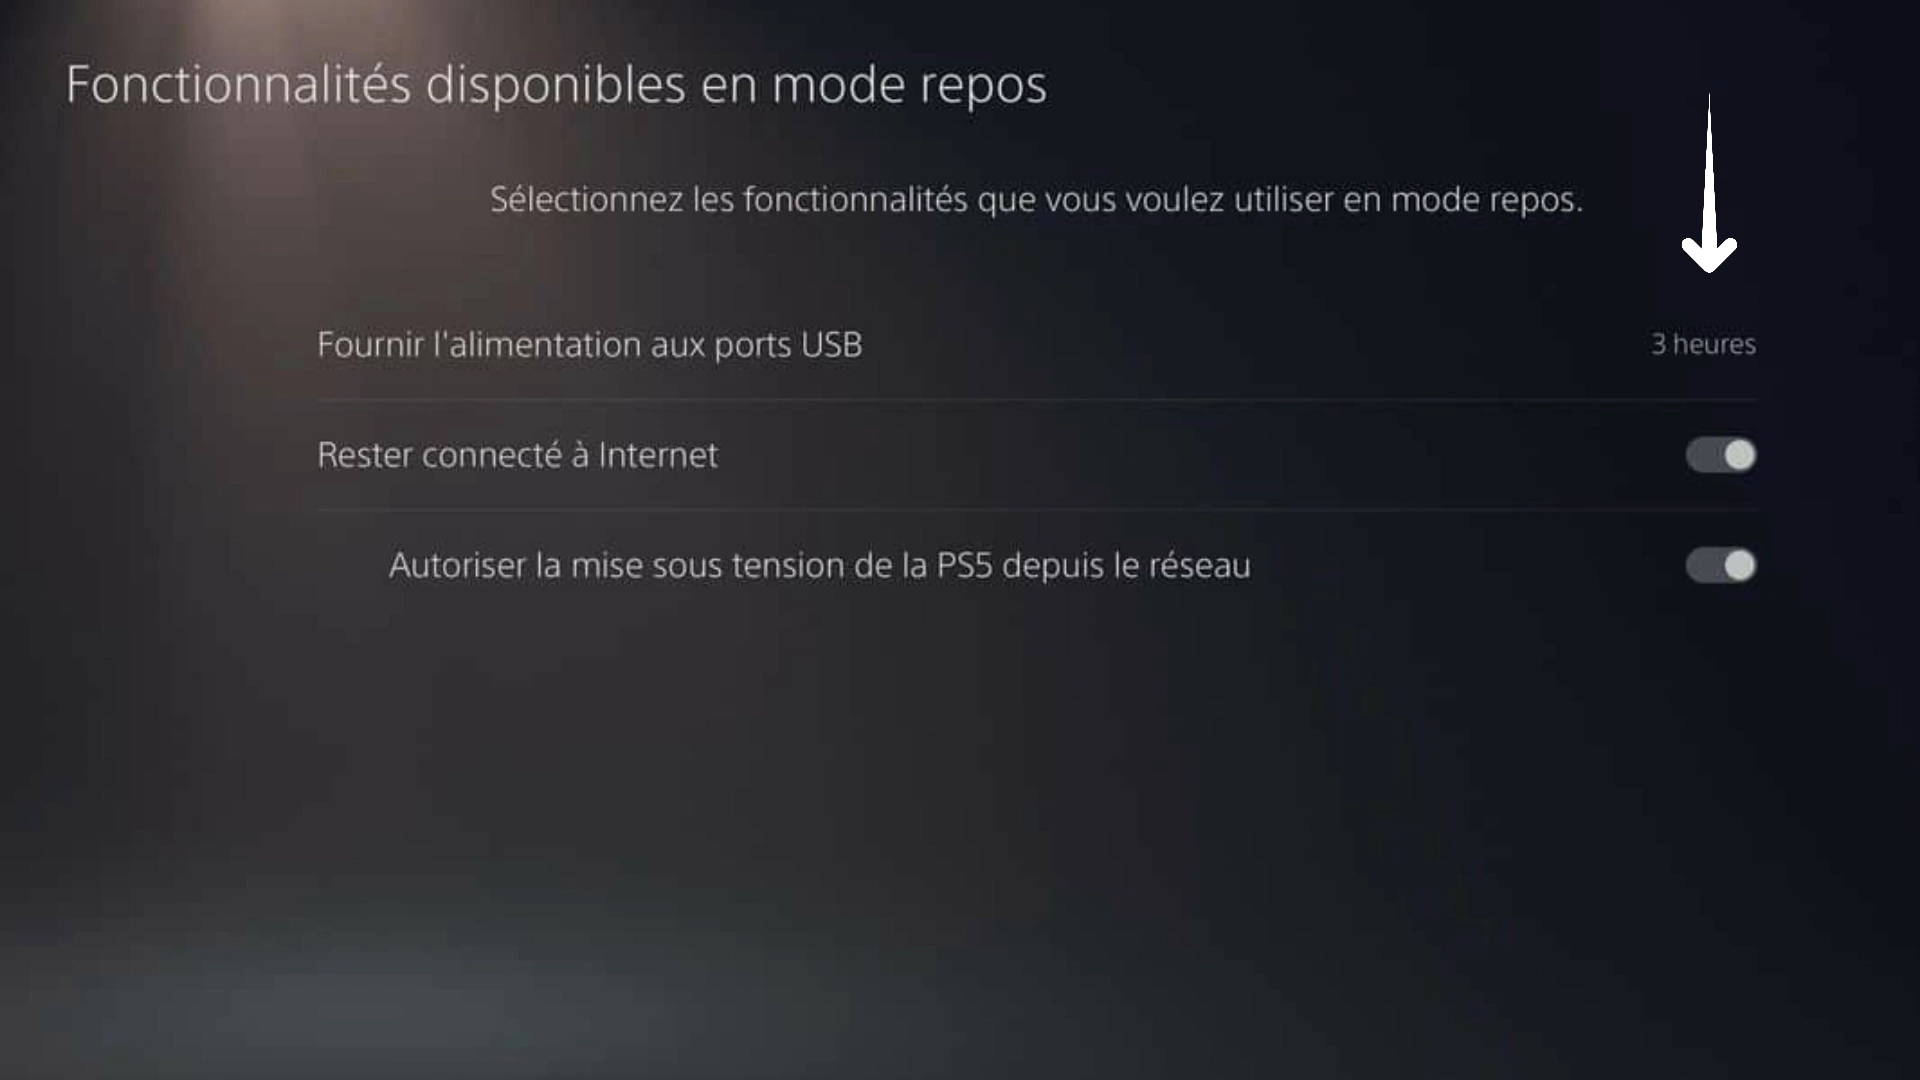 Fonctionnalités disponibles en mode repos
Sélectionnez les fonctionnalités que vous voulez utiliser en mode repos.
Fournir l'alimentation aux ports USB 3 heures
Rester connecté à Internet
Autoriser la mise sous tension de la PS5 depuis le réseau